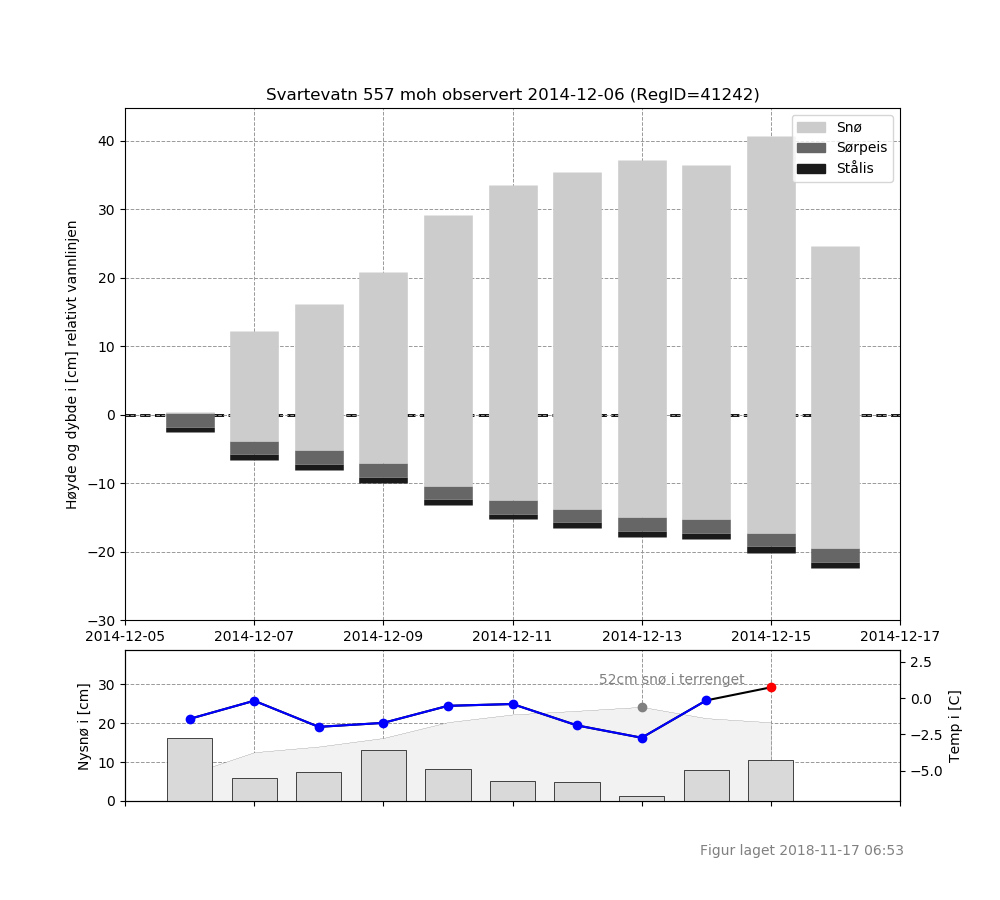 Svartevatn 557 moh observert 2014-12-06 (RegID=41242)
Snø
Sørpeis
Stålis
Høyde og dybde i [cm] relativt vannlinjen
40
30
20
10
0
−10
−20
−30
2014-12-05 2014-12-07 2014-12-09 2014-12-11 2014-12-13 2014-12-15 2014-12-17
52cm snø i terrenget
Nysnø i [cm]
30
20
10
0
2.5
0.0
−2.5
−5.0
Temp i [C]
Figur laget 2018-11-17 06:53